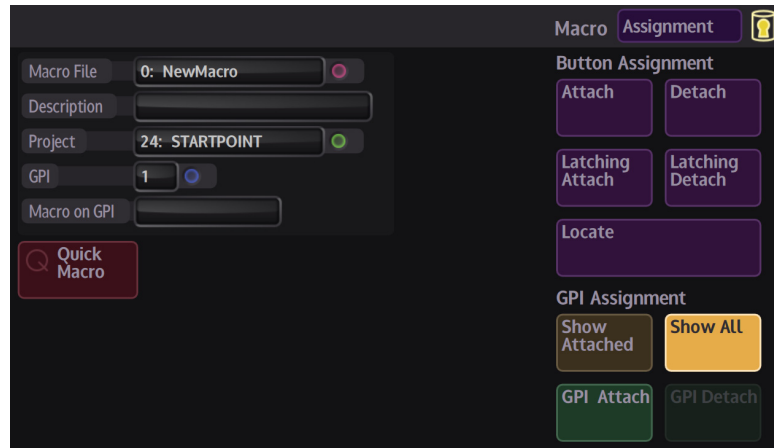 Macro Assignment
Macro File 0: NewMacro
Description
Project 24: STARTPOINT
GPI 1
Macro on GPI
Quick
Macro
Button Assignment
Attach Detach
Latching Latching
Attach Detach
Locate
GPI Assignment
Show Show All
Attached
GPI Attach GPI Detach